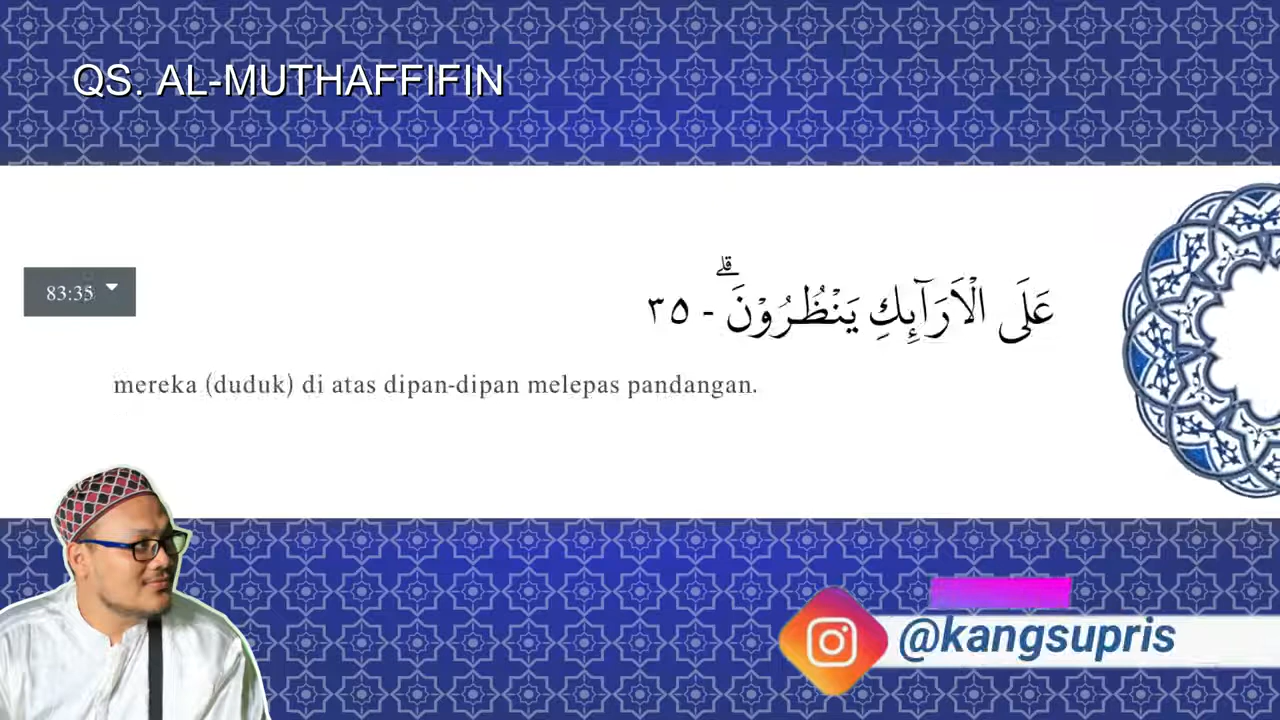 QS. AL-MUTHAFFIFIN
83:35
عَلَى الْاَرَاۤىِٕكِ يَنْظُرُوْنَۗ - ٣٥
mereka (duduk) di atas dipan-dipan melepas pandangan.
@kangsupris